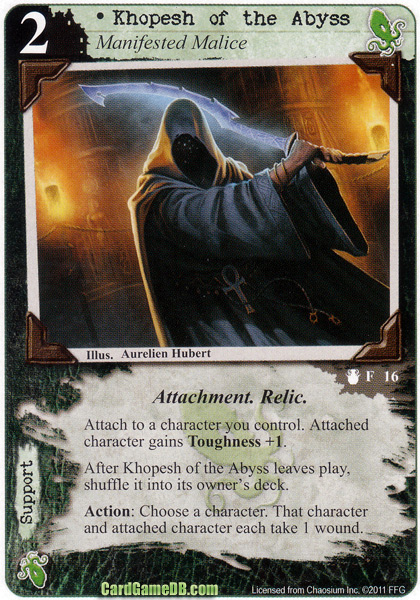 2
• Khopesh of the Abyss
Manifested Malice
Illus. Aurelien Hubert
F 16
Attachment. Relic.
Attach to a character you control. Attached
character gains Toughness +1.
After Khopesh of the Abyss leaves play,
shuffle it into its owner's deck.
Action: Choose a character. That character
and attached character each take 1 wound.
Support
CardGameDB.com
Licensed from Chaosium Inc. ©2011 FFG